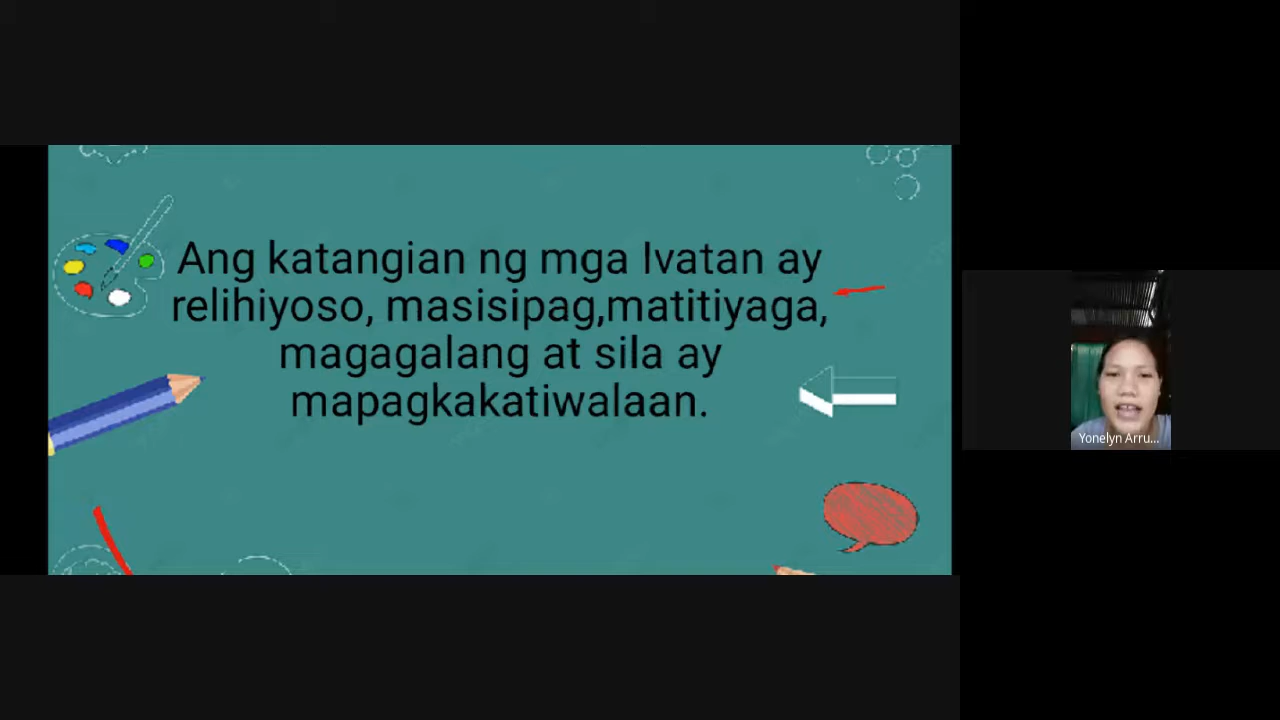 Ang katangian ng mga Ivatan ay
relihiyoso, masisipag,matitiyaga,
magagalang at sila ay
mapagkakatiwalaan.
Yonelyn Arru...